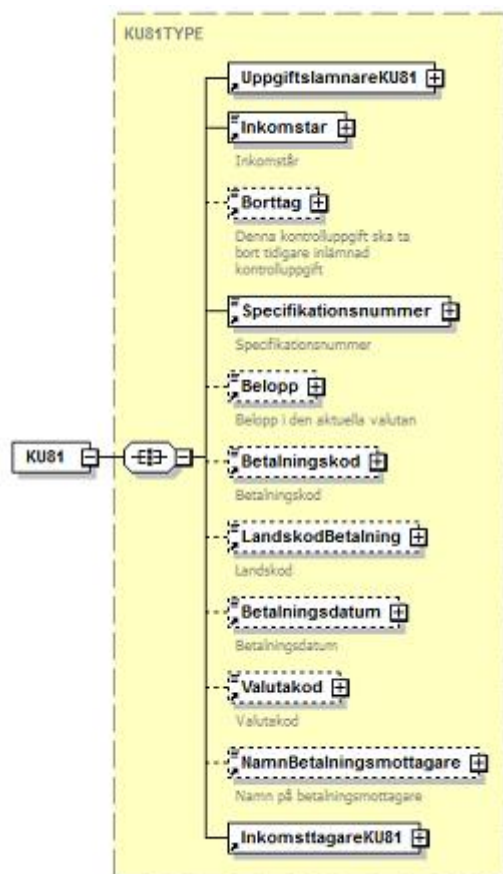 KU81TYPE
UppgiftslamnareKU81
Inkomstar
Inkomstår
Borttag
Denna kontrolluppgift ska ta
bort tidigare inlämnad
kontrolluppgift
Specifikationsnummer
Specifikationsnummer
Belopp
Belopp i den aktuella valutan
KU81
Betalningskod
Betalningskod
LandskodBetalning
Landskod
Betalningsdatum
Betalningsdatum
Valutakod
Valutakod
NamnBetalningsmottagare
Namn på betalningsmottagare
InkomsttagareKU81